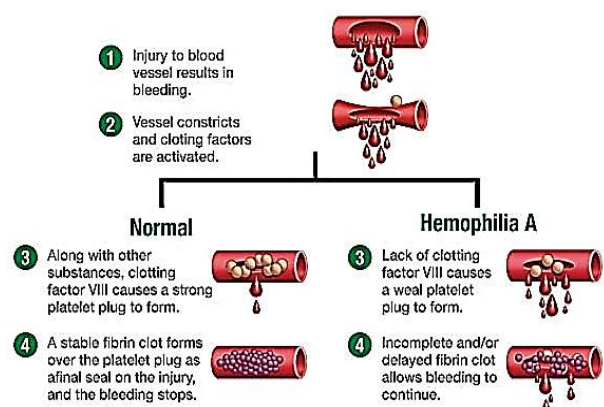 1 Injury to blood
vessel results in
bleeding.
2 Vessel constricts
and cloting factors
are activated.
Normal
3 Along with other
substances, clotting
factor VIII causes a strong
platelet plug to form.
4 A stable fibrin clot forms
over the platelet plug as
afinal seal on the injury,
and the bleeding stops.
Hemophilia A
3 Lack of clotting
factor VIII causes
a weal platelet
plug to form.
4 Incomplete and/or
delayed fibrin clot
allows bleeding to
continue.